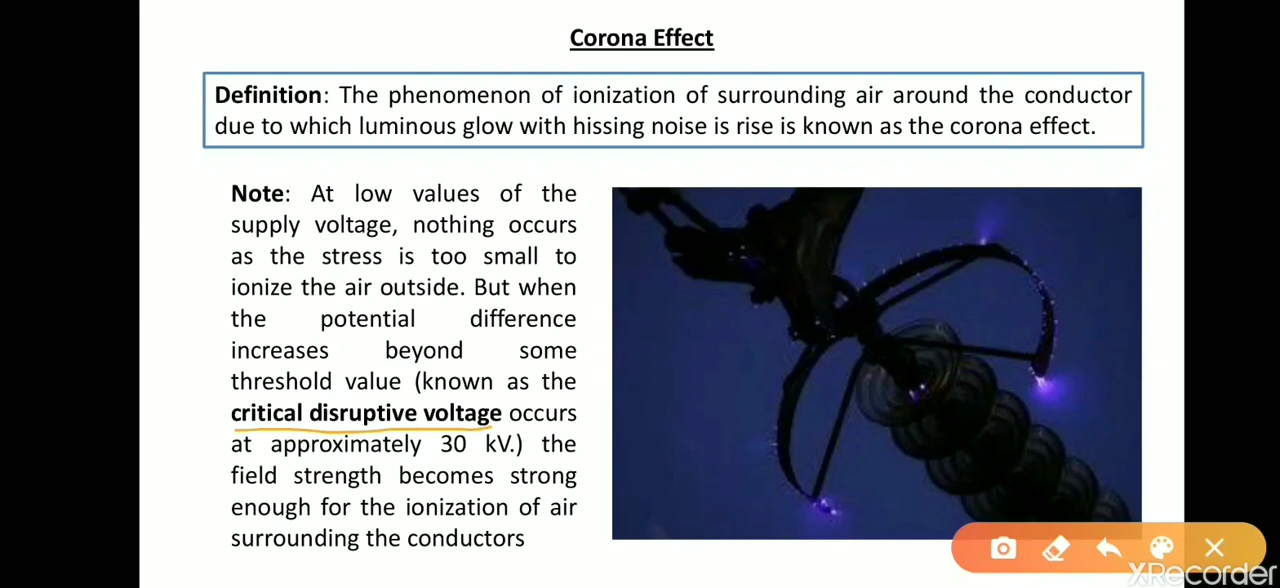 Corona Effect
Definition: The phenomenon of ionization of surrounding air around the conductor
due to which luminous glow with hissing noise is rise is known as the corona effect.
Note: At low values of the
supply voltage, nothing occurs
as the stress is too small to
ionize the air outside. But when
the potential difference
increases beyond some
threshold value (known as the
critical disruptive voltage occurs
at approximately 30 kV.) the
field strength becomes strong
enough for the ionization of air
surrounding the conductors
XRecorder